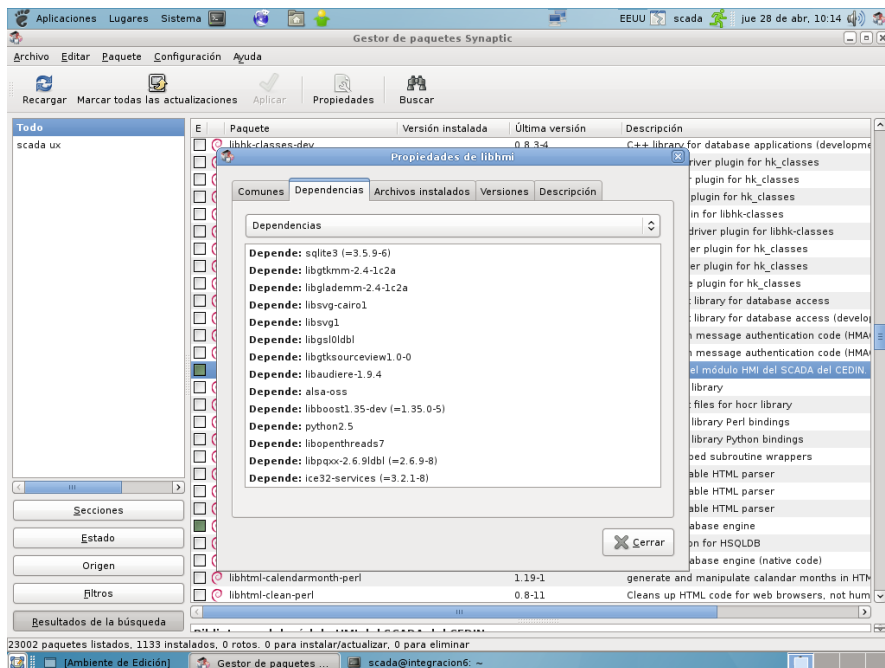 Aplicaciones Lugares Sistema EEUU scada jue 28 de abr, 10:14
Gestor de paquetes Synaptic
Archivo Editar Paquete Configuración Ayuda
Recargar Marcar todas las actualizaciones Aplicar Propiedades Buscar
Todo
scada ux
E Paquete Versión instalada Última versión Descripción
libhk-classes-dev 0.8.3-4 C++ library for database applications (developme
Propiedades de libhmi
Comunes Dependencias Archivos instalados Versiones Descripción
Dependencias
Depende: sqlite3 (=3.5.9-6)
Depende: libgtkmm-2.4-1c2a
Depende: libglademm-2.4-1c2a
Depende: libsvg-cairo1
Depende: libsvg1
Depende: libgsl0ldbl
Depende: libgtksourceview1.0-0
Depende: libaudiere-1.9.4
Depende: alsa-oss
Depende: libboost1.35-dev (=1.35.0-5)
Depende: python2.5
Depende: libopenthreads7
Depende: libpqxx-2.6.9ldbl (=2.6.9-8)
Depende: ice32-services (=3.2.1-8)
Cerrar
river plugin for hk_classes
plugin for hk_classes
plugin for hk_classes
in for libhk-classes
driver plugin for libhk-classes
er plugin for hk_classes
er plugin for hk_classes
e plugin for hk_classes
library for database access
library for database access (develop
message authentication code (HMA
message authentication code (HMA
el módulo HMI del SCADA del CEDIN.
library
files for hocr library
library Perl bindings
library Python bindings
ped subroutine wrappers
able HTML parser
able HTML parser
able HTML parser
abase engine
on for HSQLDB
abase engine (native code)
libhtml-calendarmonth-perl 1.19-1 generate and manipulate calandar months in HTM
libhtml-clean-perl 0.8-11 Cleans up HTML code for web browsers, not hum
Secciones
Estado
Origen
Filtros
Resultados de la búsqueda
23002 paquetes listados, 1133 instalados, 0 rotos. 0 para instalar/actualizar, 0 para eliminar
[Ambiente de Edición] Gestor de paquetes ... scada@integracion6: ~